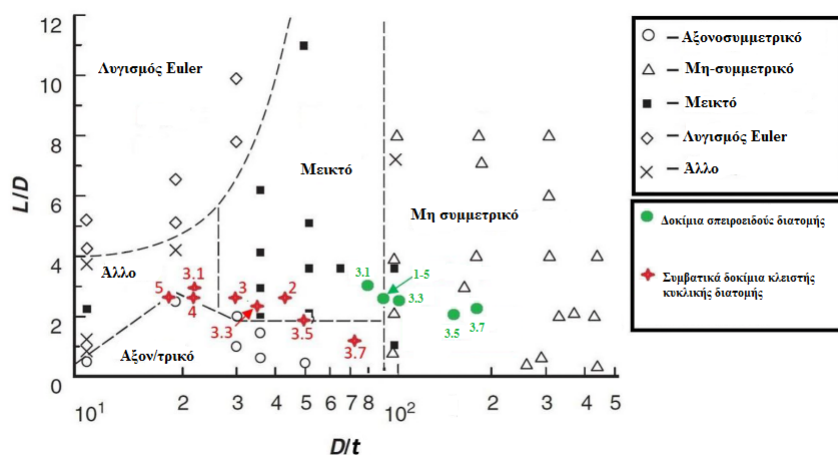 12
10
8
6
4
2
0
L/D
Λυγισμός Euler
Μεικτό
Μη συμμετρικό
Άλλο
Αξον/τρικό
5
3.1
4
3
3.3
2
3.5
3.7
3.1
1-5
3.3
3.5
3.7
10¹ 2 3 4 5 6 7 8 10² 2 3 4 5
D/t
– Αξονοσυμμετρικό
– Μη-συμμετρικό
– Μεικτό
– Λυγισμός Euler
– Άλλο
Δοκίμια σπειροειδούς διατομής
Συμβατικά δοκίμια κλειστής
κυκλικής διατομής